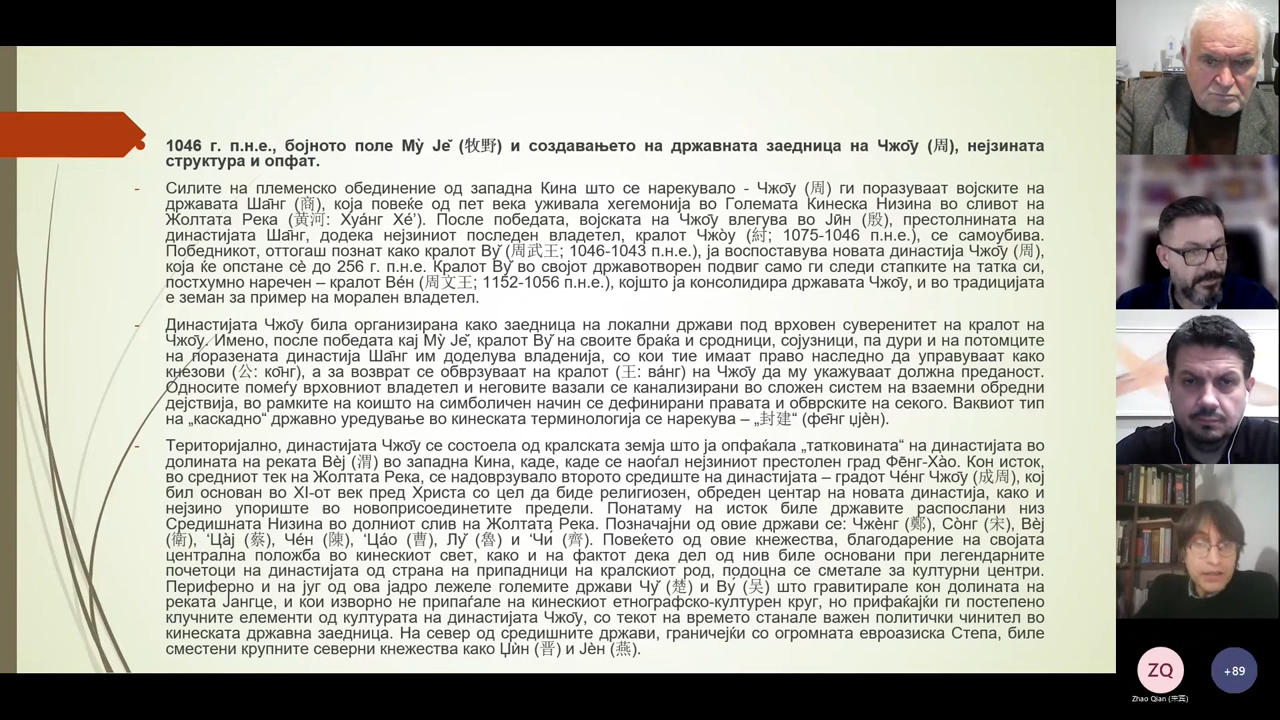 1046 г. п.н.е., бојното поле Му̀ Је̌ (牧野) и создавањето на државната заедница на Чжо̄у (周), нејзината
структура и опфат.
- Силите на племенско обединение од западна Кина што се нарекувало - Чжо̄у (周) ги поразуваат војските на
државата Ша̄нг (商), која повеќе од пет века уживала хегемонија во Големата Кинеска Низина во сливот на
Жолтата Река (黃河: Хуáнг Хé’). После победата, војската на Чжо̄у влегува во Јӣн (殷), престолнината на
династијата Ша̄нг, додека нејзиниот последен владетел, кралот Чжо̀у (紂; 1075-1046 п.н.е.), се самоубива.
Победникот, оттогаш познат како кралот Ву̌ (周武王; 1046-1043 п.н.е.), ја воспоставува новата династија Чжо̄у (周),
која ќе опстане сè до 256 г. п.н.е. Кралот Ву̌ во својот државотворен подвиг само ги следи стапките на татка си,
постхумно наречен – кралот Вéн (周文王; 1152-1056 п.н.е.), којшто ја консолидира државата Чжо̄у, и во традицијата
е земан за пример на морален владетел.
- Династијата Чжо̄у била организирана како заедница на локални држави под врховен суверенитет на кралот на
Чжо̄у. Имено, после победата кај Му̀ Је̌, кралот Ву̌ на своите браќа и сродници, сојузници, па дури и на потомците
на поразената династија Ша̄нг им доделува владенија, со кои тие имаат право наследно да управуваат како
кнезови (公: ко̄нг), а за возврат се обврзуваат на кралот (王: вáнг) на Чжо̄у да му укажуваат должна преданост.
Односите помеѓу врховниот владетел и неговите вазали се канализирани во сложен систем на взаемни обредни
дејствија, во рамките на коишто на симболичен начин се дефинирани правата и обврските на секого. Ваквиот тип
на „каскадно“ државно уредување во кинеската терминологија се нарекува – „封建“ (фе̄нг џјѐн).
- Територијално, династијата Чжо̄у се состоела од кралската земја што ја опфаќала „татковината“ на династијата во
долината на реката Вèј (渭) во западна Кина, каде, каде се наоѓал нејзиниот престолен град Фе̄нг-Хàо. Кон исток,
во средниот тек на Жолтата Река, се надоврзувало второто средиште на династијата – градот Чéнг Чжо̄у (成周), кој
бил основан во XI-от век пред Христа со цел да биде религиозен, обреден центар на новата династија, како и
нејзино упориште во новоприсоединетите предели. Понатаму на исток биле државите распослани низ
Средишната Низина во долниот слив на Жолтата Река. Позначајни од овие држави се: Чжѐнг (鄭), Со̀нг (宋), Вèј
(衛), ‘Цàј (蔡), Чéн (陳), ‘Цáо (曹), Лу̌ (魯) и ‘Чи (齊). Повеќето од овие кнежества, благодарение на својата
централна положба во кинескиот свет, како и на фактот дека дел од нив биле основани при легендарните
почетоци на династијата од страна на припадници на кралскиот род, подоцна се сметале за културни центри.
Периферно и на југ од ова јадро лежеле големите држави Чу̌ (楚) и Ву (吴) што гравитирале кон долината на
реката Јангце, и кои изворно не припаѓале на кинескиот етнографско-културен круг, но прифаќајќи ги постепено
клучните елементи од културата на династијата Чжо̄у, со текот на времето станале важен политички чинител во
кинеската државна заедница. На север од средишните држави, граничејќи со огромната евроазиска Степа, биле
сместени крупните северни кнежества како Џѝн (晋) и Јѐн (燕).
ZQ
+89
Zhao Qian (朱茜)